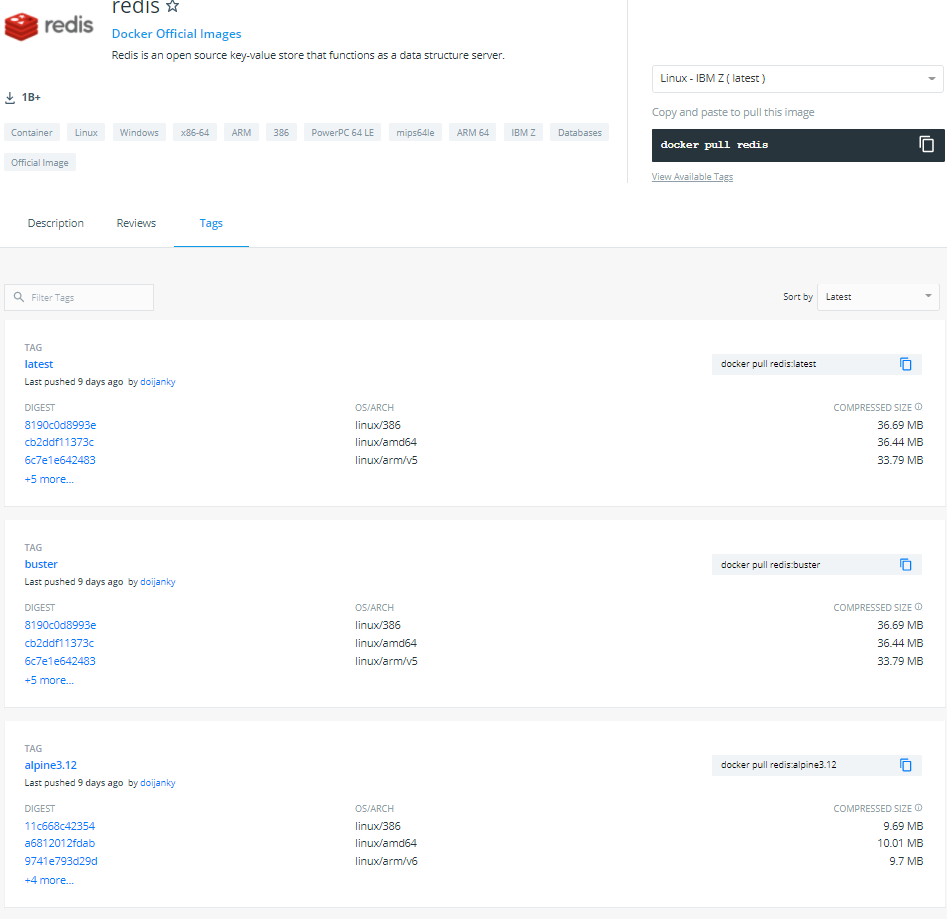 redis
redis
Docker Official Images
Redis is an open source key-value store that functions as a data structure server.
1B+
Container Linux Windows x86-64 ARM 386 PowerPC 64 LE mips64le ARM 64 IBM Z Databases
Official Image
Linux - IBM Z ( latest )
Copy and paste to pull this image
docker pull redis
View Available Tags
Description Reviews Tags
Filter Tags
Sort by Latest
TAG
latest
Last pushed 9 days ago by doijanky
docker pull redis:latest
DIGEST OS/ARCH COMPRESSED SIZE
8190c0d8993e linux/386 36.69 MB
cb2ddf11373c linux/amd64 36.44 MB
6c7e1e642483 linux/arm/v5 33.79 MB
+5 more...
TAG
buster
Last pushed 9 days ago by doijanky
docker pull redis:buster
DIGEST OS/ARCH COMPRESSED SIZE
8190c0d8993e linux/386 36.69 MB
cb2ddf11373c linux/amd64 36.44 MB
6c7e1e642483 linux/arm/v5 33.79 MB
+5 more...
TAG
alpine3.12
Last pushed 9 days ago by doijanky
docker pull redis:alpine3.12
DIGEST OS/ARCH COMPRESSED SIZE
11c668c42354 linux/386 9.69 MB
a6812012fdab linux/amd64 10.01 MB
9741e793d29d linux/arm/v6 9.7 MB
+4 more...